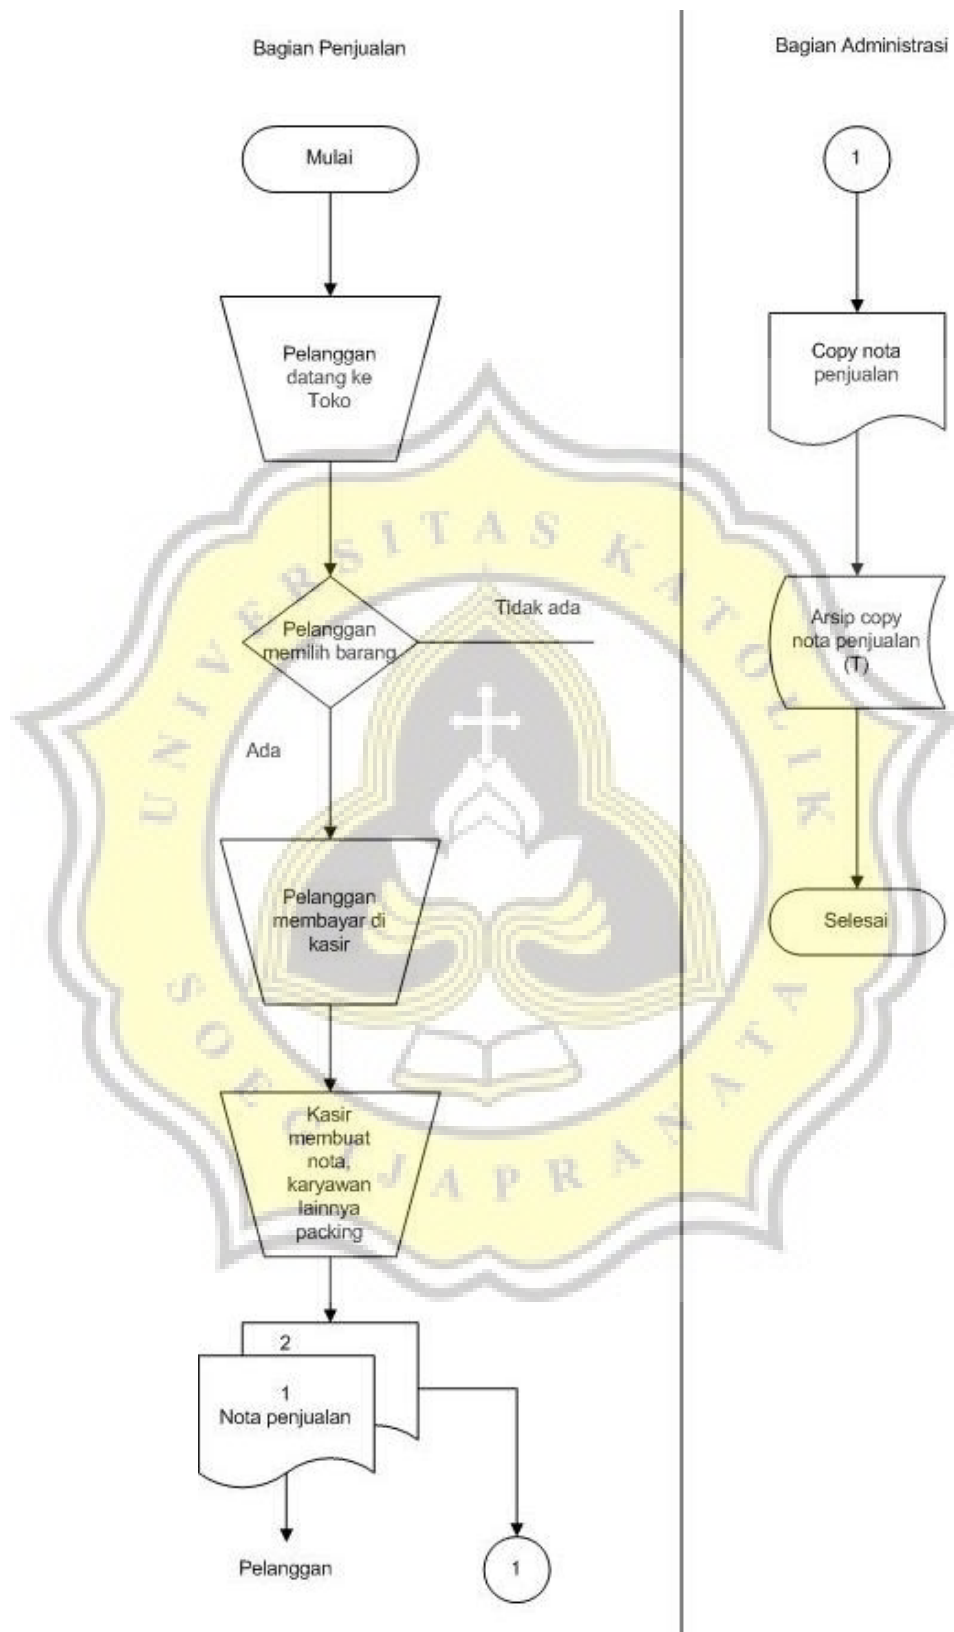 Bagian Penjualan
Mulai
Pelanggan
datang ke
Toko
Pelanggan
memilih barang
Tidak ada
Ada
Pelanggan
membayar di
kasir
Kasir
membuat
nota,
karyawan
lainnya
packing
2
1
Nota penjualan
Pelanggan
1
Bagian Administrasi
1
Copy nota
penjualan
Arsip copy
nota penjualan
(T)
Selesai
UNIVERSITAS KATOLIK
SOEGIJAPRANATA